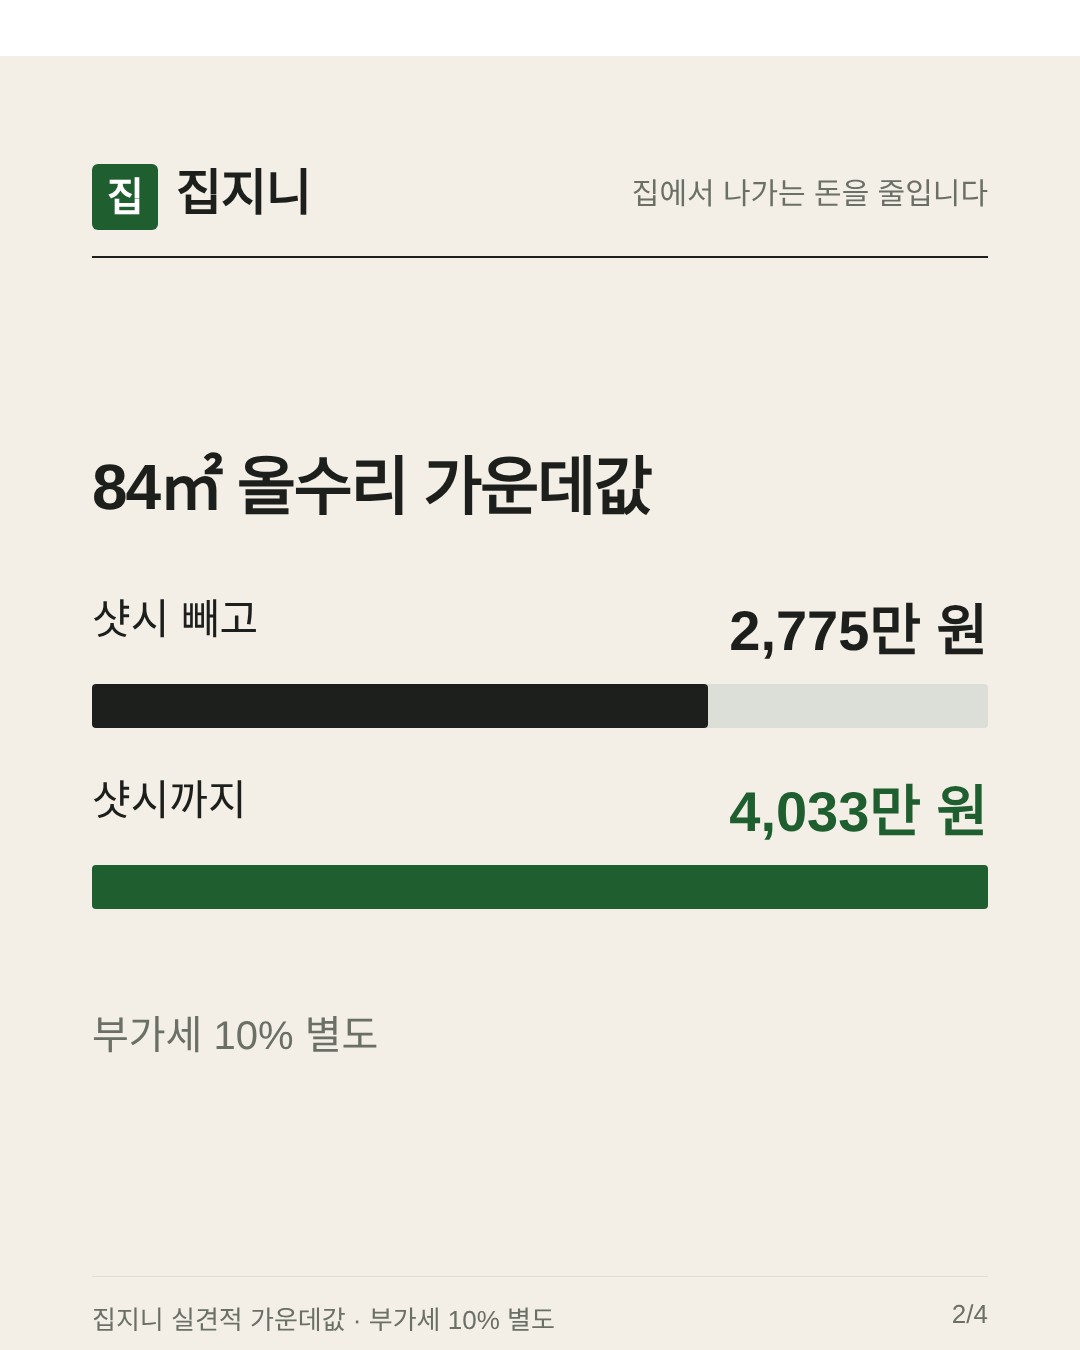 집 집지니
집에서 나가는 돈을 줄입니다
84㎡ 올수리 가운데값
샷시 빼고
2,775만 원
샷시까지
4,033만 원
부가세 10% 별도
집지니 실견적 가운데값 · 부가세 10% 별도
2/4